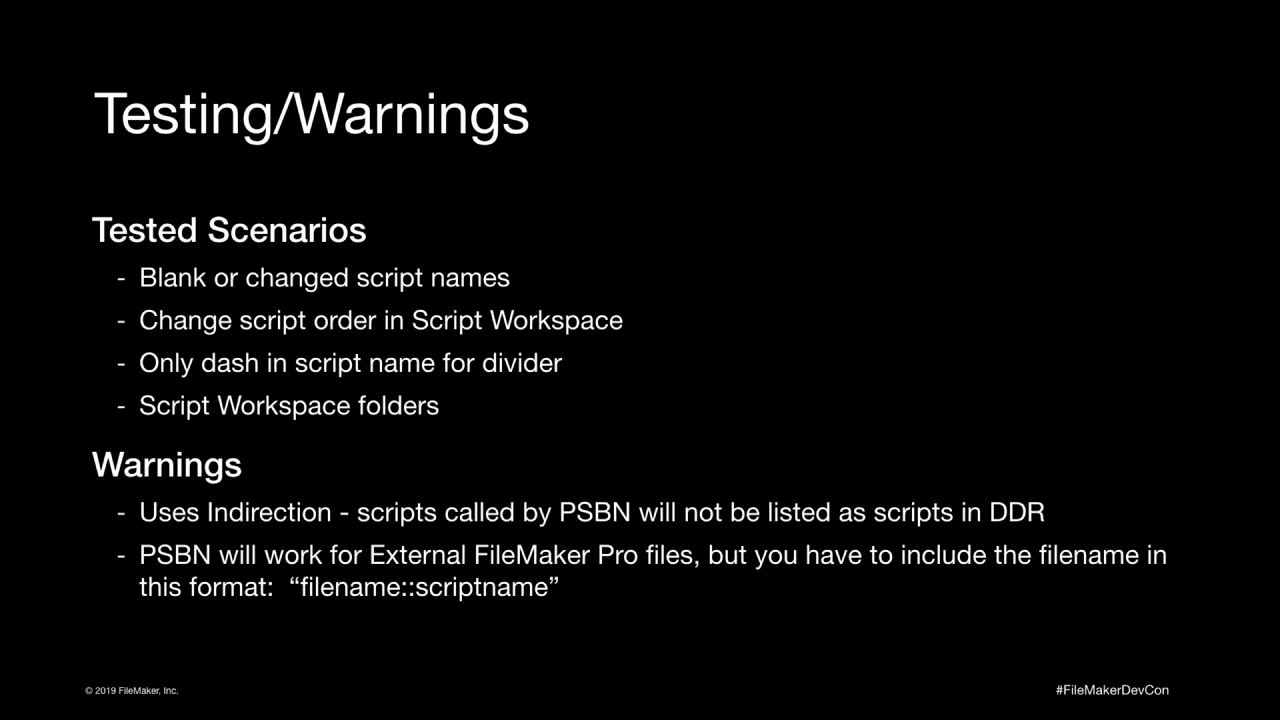 Testing/Warnings
Tested Scenarios
- Blank or changed script names
- Change script order in Script Workspace
- Only dash in script name for divider
- Script Workspace folders
Warnings
- Uses Indirection - scripts called by PSBN will not be listed as scripts in DDR
- PSBN will work for External FileMaker Pro files, but you have to include the filename in
this format:  “filename::scriptname”
© 2019 FileMaker, Inc.
#FileMakerDevCon